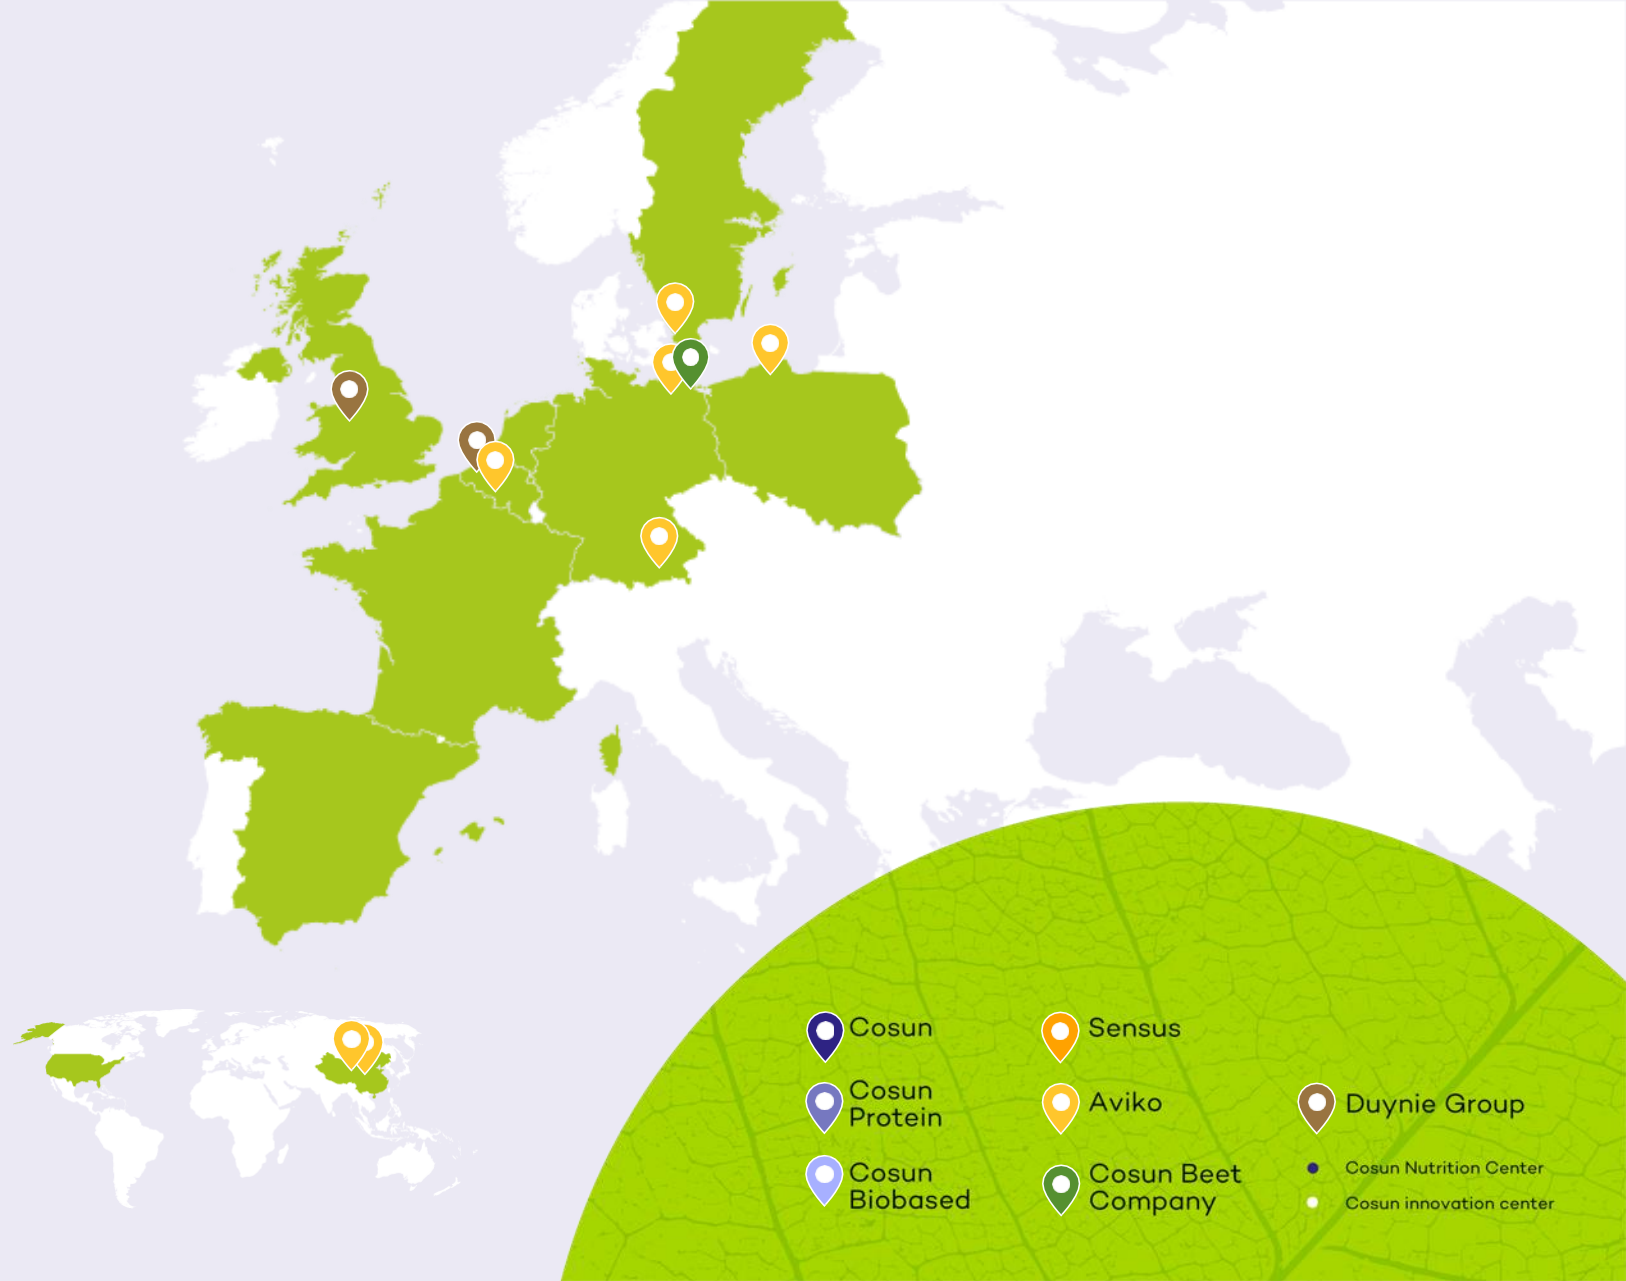 Cosun
Sensus
Cosun
Protein
Aviko
Duynie Group
Cosun
Biobased
Cosun Beet
Company
Cosun Nutrition Center
Cosun innovation center